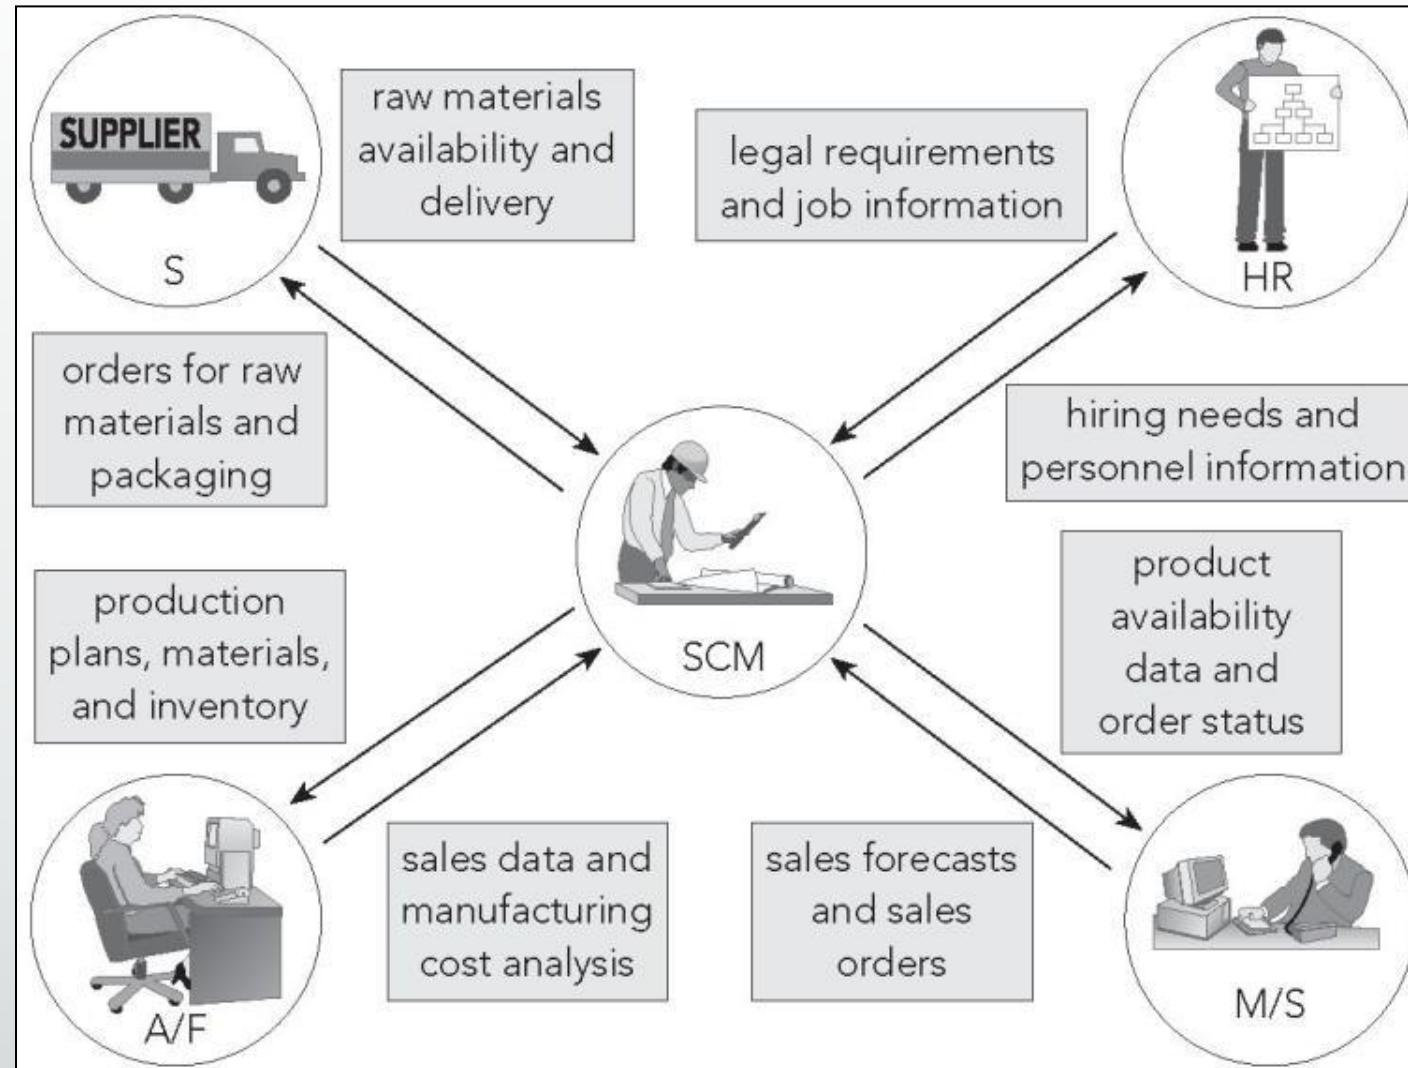 SUPPLIER
S
raw materials
availability and
delivery
legal requirements
and job information
HR
orders for raw
materials and
packaging
hiring needs and
personnel information
SCM
production
plans, materials,
and inventory
product
availability
data and
order status
A/F
sales data and
manufacturing
cost analysis
sales forecasts
and sales
orders
M/S